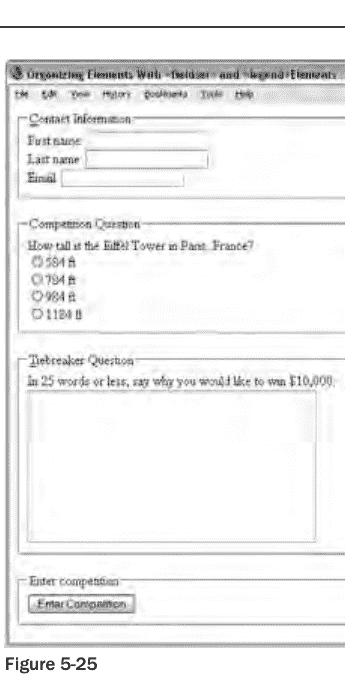 Organizing Elements With <fieldset> and <legend> Elements
File Edit View History Bookmarks Tools Help
Contact Information
First name
Last name
Email
Competition Question
How tall is the Eiffel Tower in Paris, France?
584 ft
784 ft
984 ft
1184 ft
Tiebreaker Question
In 25 words or less, say why you would like to win $10,000:
Enter competition
Enter Competition
Figure 5-25